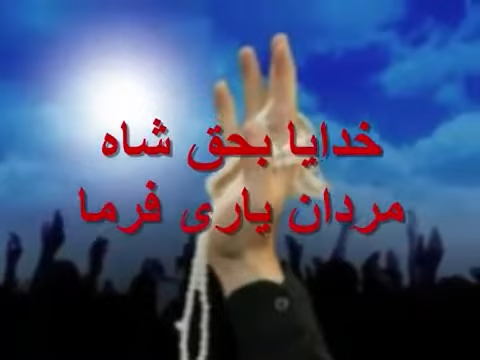 خدایا بحق شاه
مردان یاری فرما